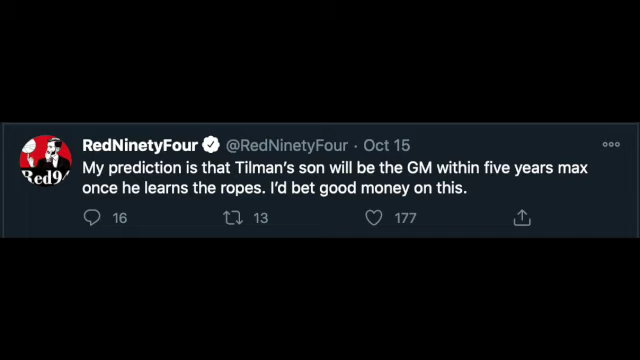 RedNinetyFour @RedNinetyFour · Oct 15
My prediction is that Tilman's son will be the GM within five years max
once he learns the ropes. I'd bet good money on this.
16 13 177
Red94